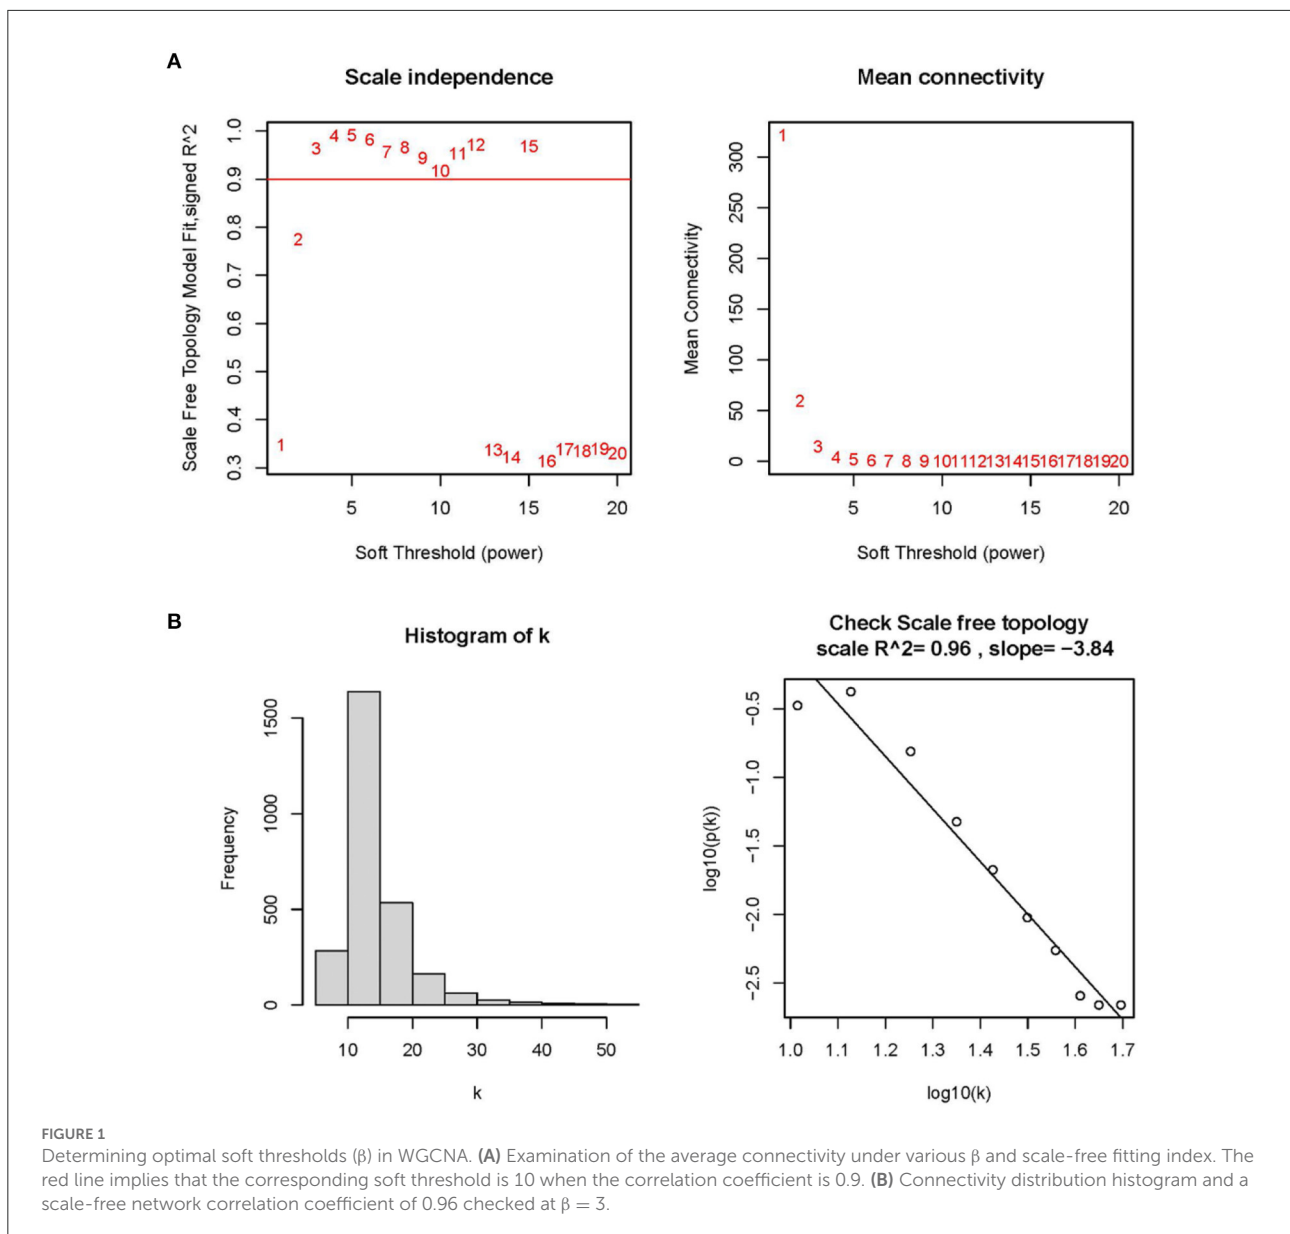 A
Scale independence
Scale Free Topology Model Fit,signed R^2
1.0
0.9
0.8
0.7
0.6
0.5
0.4
0.3
1
2
3
4
5
6
7
8
9
10
11
12
13
14
15
16
17
18
19
20
5 10 15 20
Soft Threshold (power)
Mean connectivity
Mean Connectivity
300
250
200
150
100
50
0
1
2
3
4
5 6 7 8 9 10 11 12 13 14 15 16 17 18 19 20
5 10 15 20
Soft Threshold (power)
B
Histogram of k
Frequency
1500
1000
500
0
10 20 30 40 50
k
Check Scale free topology
scale R^2= 0.96 , slope= −3.84
log10(p(k))
−0.5
−1.0
−1.5
−2.0
−2.5
1.0 1.1 1.2 1.3 1.4 1.5 1.6 1.7
log10(k)
FIGURE 1
Determining optimal soft thresholds (β) in WGCNA. (A) Examination of the average connectivity under various β and scale-free fitting index. The
red line implies that the corresponding soft threshold is 10 when the correlation coefficient is 0.9. (B) Connectivity distribution histogram and a
scale-free network correlation coefficient of 0.96 checked at β = 3.